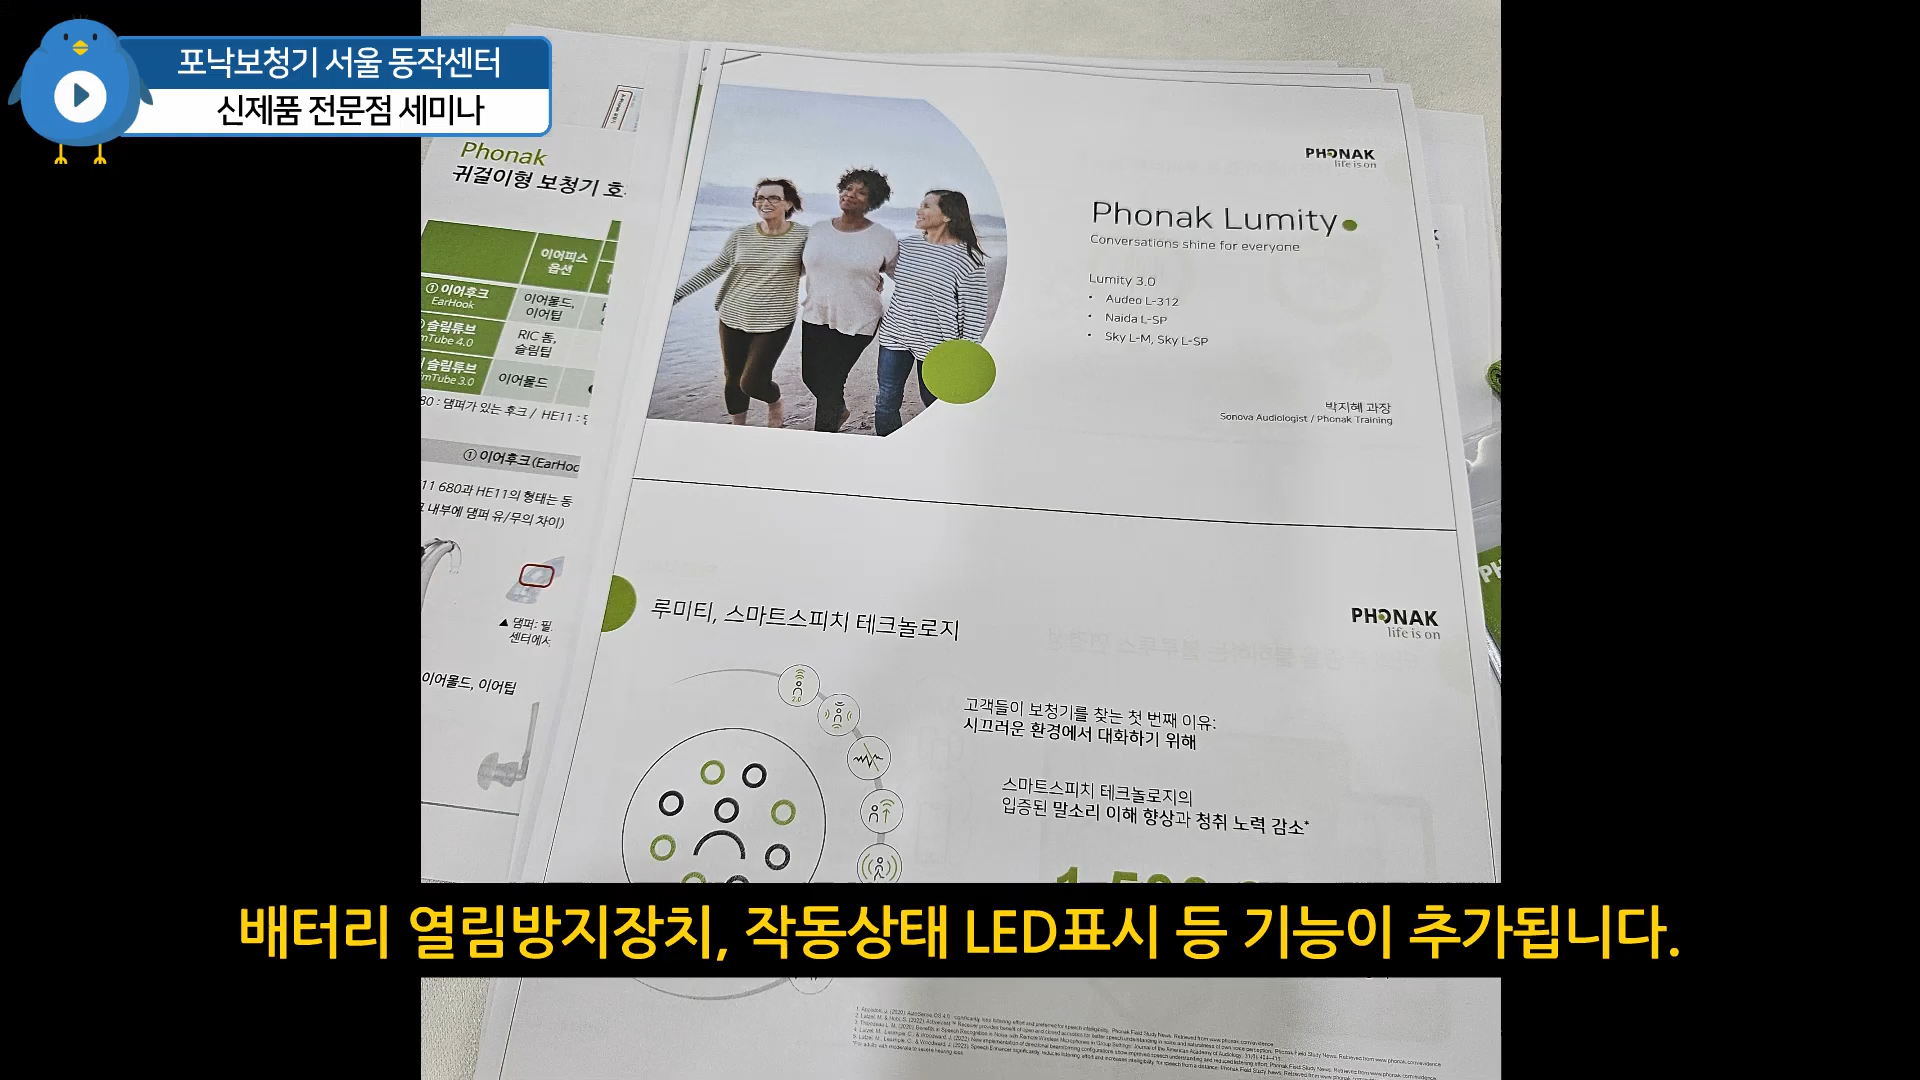 포낙보청기 서울 동작센터
신제품 전문점 세미나
Phonak
귀걸이형 보청기 호
이어피스
옵션
① 이어후크
EarHook
이어몰드,
이어팁
슬림튜브
mTube 4.0
RIC 돔,
슬림팁
슬림튜브
mTube 3.0
이어몰드
80 : 댐퍼가 있는 후크 / HE11 :
① 이어후크(EarHoo
11 680과 HE11의 형태는 동
내부에 댐퍼 유/무의 차이)
▲ 댐퍼: 필
센터에서
이어몰드, 이어팁
PHONAK
life is on
Phonak Lumity
Conversations shine for everyone
Lumity 3.0
• Audeo L-312
• Naida L-SP
• Sky L-M, Sky L-SP
박지혜 과장
Sonova Audiologist / Phonak Training
루미티, 스마트스피치 테크놀로지
PHONAK
life is on
2.0
고객들이 보청기를 찾는 첫 번째 이유:
시끄러운 환경에서 대화하기 위해
스마트스피치 테크놀로지의
입증된 말소리 이해 향상과 청취 노력 감소*
배터리 열림방지장치, 작동상태 LED표시 등 기능이 추가됩니다.